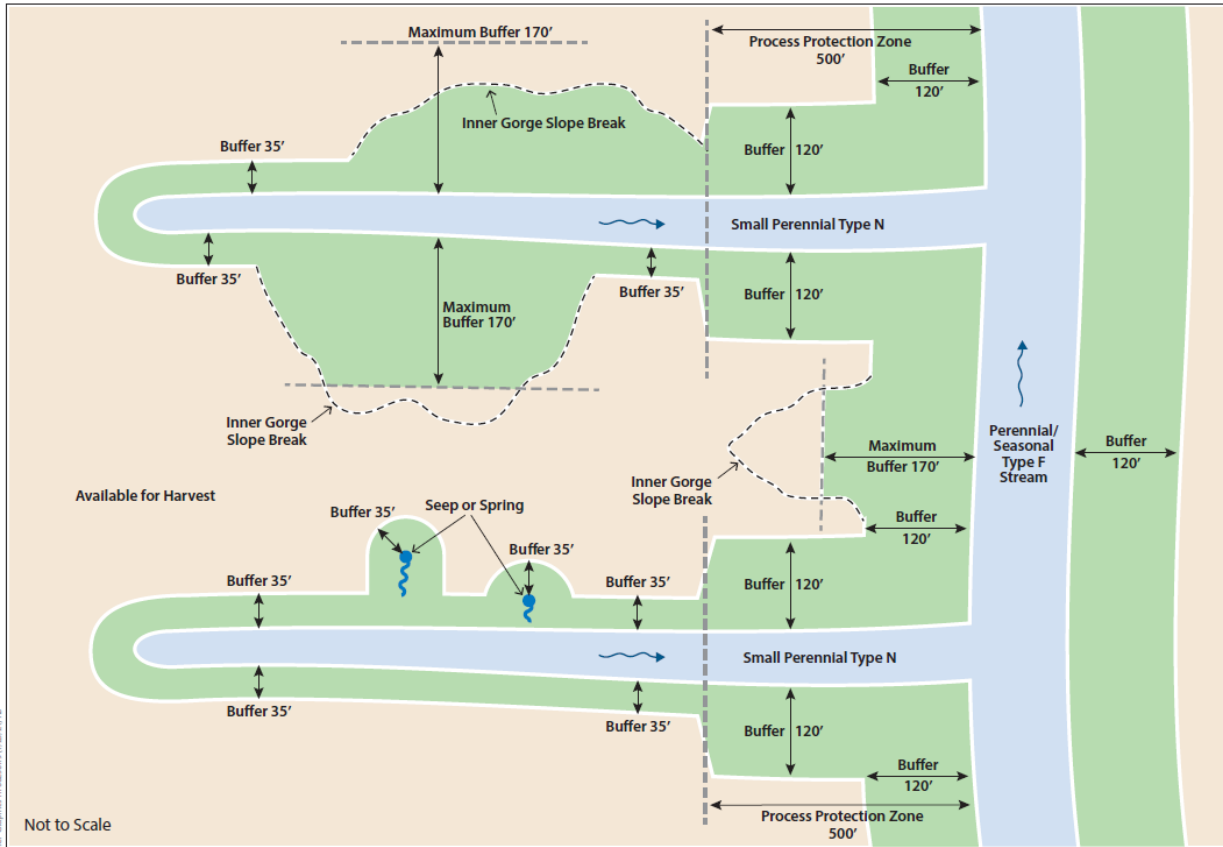 Maximum Buffer 170’
Process Protection Zone
500’
Buffer
120’
Inner Gorge Slope Break
Buffer 35’
Buffer 120’
Small Perennial Type N
Buffer 35’
Buffer 35’
Maximum
Buffer 170’
Buffer 120’
Inner Gorge
Slope Break
Perennial/
Seasonal
Type F
Stream
Buffer
120’
Maximum
Buffer 170’
Inner Gorge
Slope Break
Available for Harvest
Buffer 35’
Seep or Spring
Buffer 35’
Buffer
120’
Buffer 35’
Buffer 35’
Buffer 120’
Small Perennial Type N
Buffer 35’
Buffer 35’
Buffer 120’
Buffer
120’
Process Protection Zone
500’
Not to Scale